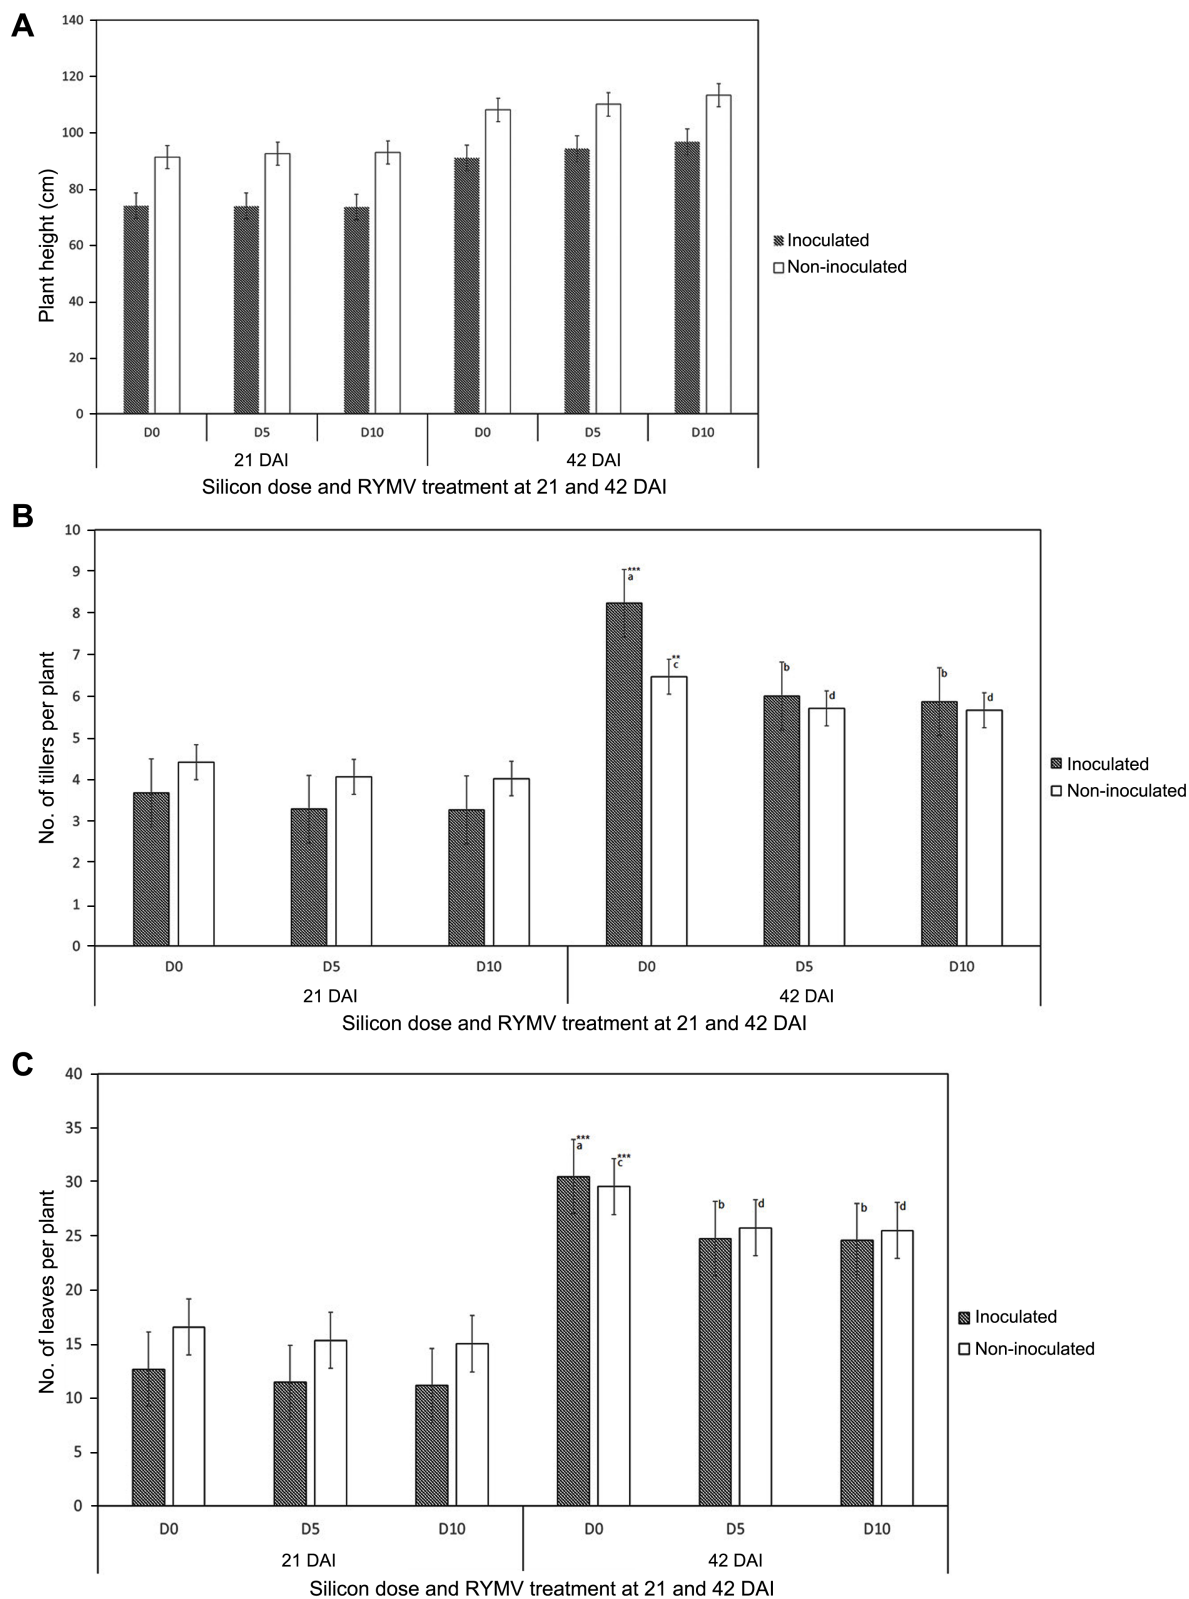 A
140
120
100
80
60
40
20
0
Plant height (cm)
Inoculated
Non-inoculated
D0 D5 D10 D0 D5 D10
21 DAI 42 DAI
Silicon dose and RYMV treatment at 21 and 42 DAI
B
10
9
8
7
6
5
4
3
2
1
0
No. of tillers per plant
***
a
**
c
b
d
b
d
Inoculated
Non-inoculated
D0 D5 D10 D0 D5 D10
21 DAI 42 DAI
Silicon dose and RYMV treatment at 21 and 42 DAI
C
40
35
30
25
20
15
10
5
0
No. of leaves per plant
***
a
***
c
b
d
b
d
Inoculated
Non-inoculated
D0 D5 D10 D0 D5 D10
21 DAI 42 DAI
Silicon dose and RYMV treatment at 21 and 42 DAI